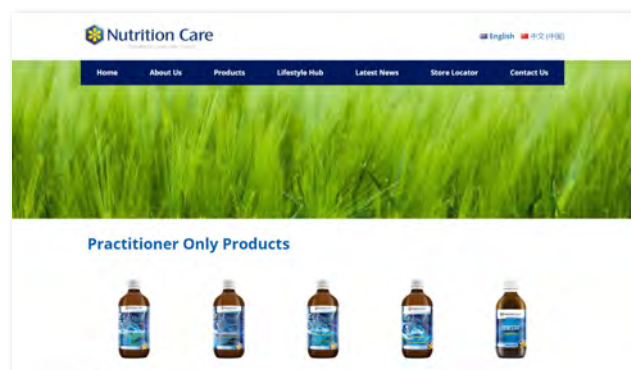 Nutrition Care
English 中文 (中国)
Home About Us Products Lifestyle Hub Latest News Store Locator Contact Us
Practitioner Only Products